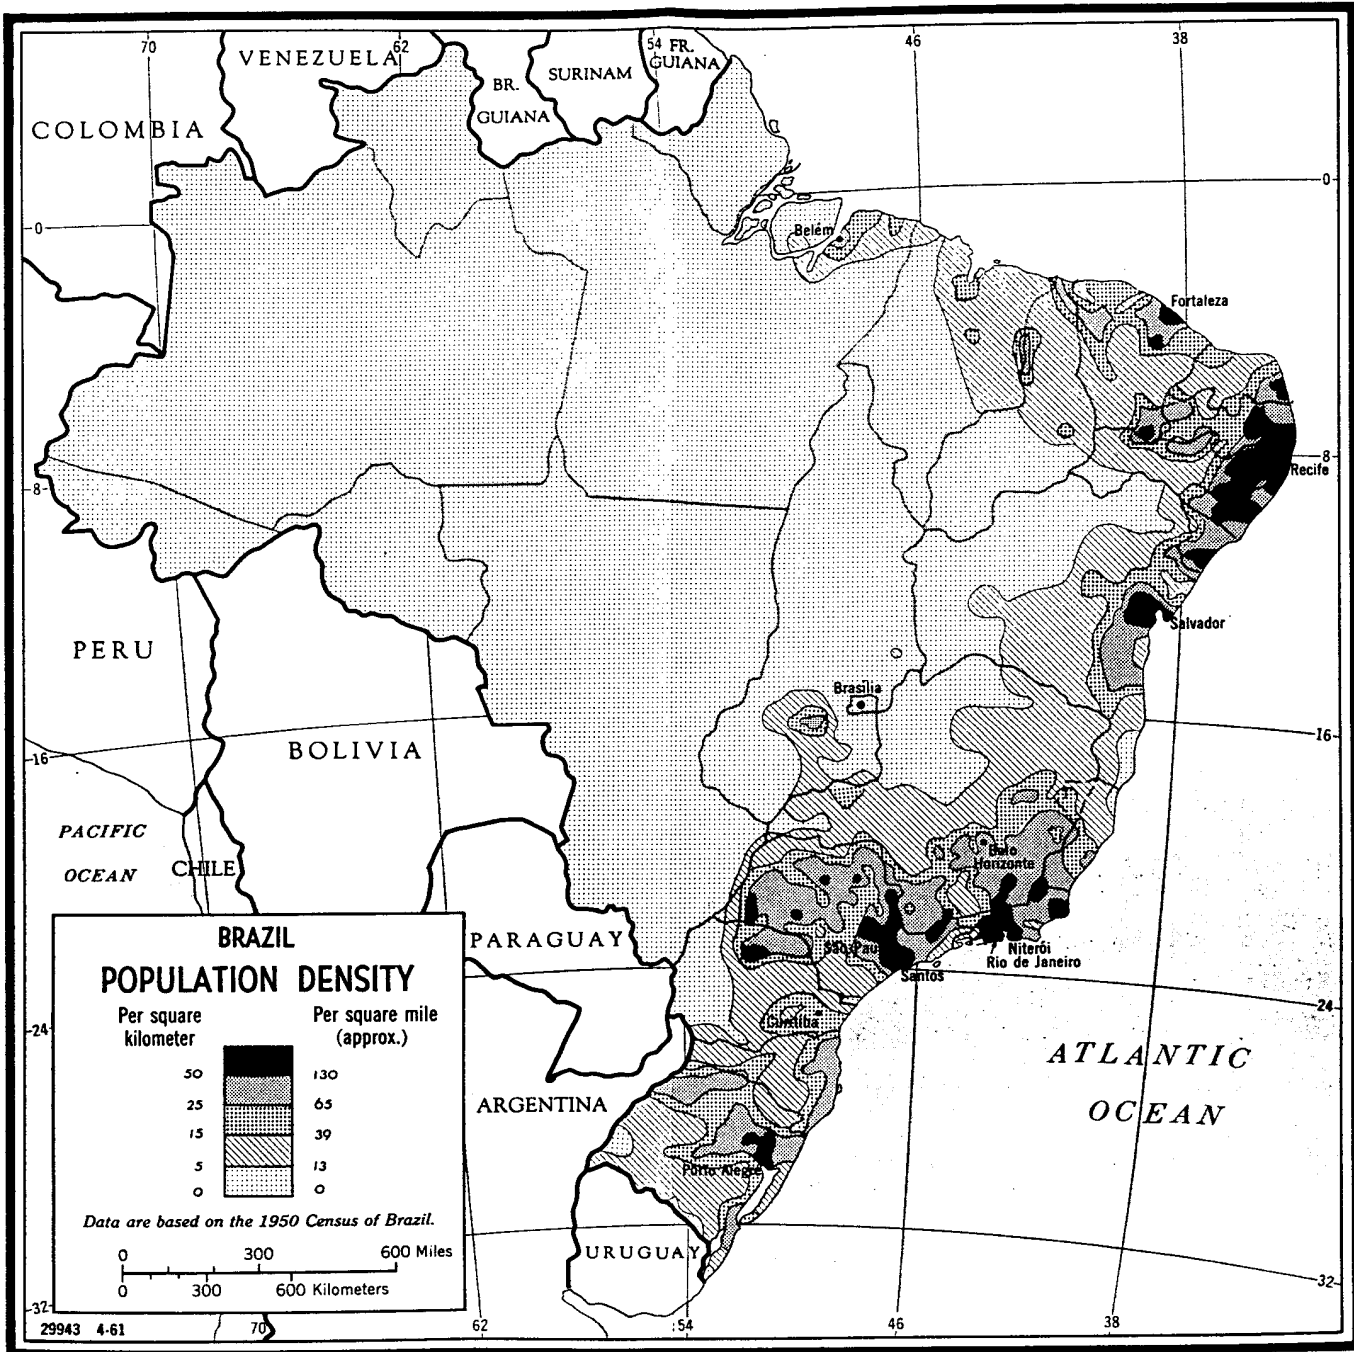 70
62
54
46
38
VENEZUELA
FR.
GUIANA
SURINAM
BR.
GUIANA
COLOMBIA
0
0
Belém
Fortaleza
8
Recife
8
Salvador
PERU
Brasília
16
BOLIVIA
16
PACIFIC
OCEAN
CHILE
Belo
Horizonte
PARAGUAY
São Paulo
Niterói
Rio de Janeiro
Santos
24
Curitiba
24
ATLANTIC
OCEAN
ARGENTINA
Pôrto Alegre
URUGUAY
32
32
BRAZIL
POPULATION DENSITY
Per square kilometer
Per square mile (approx.)
50 130
25 65
15 39
5 13
0 0
Data are based on the 1950 Census of Brazil.
0 300 600 Miles
0 300 600 Kilometers
29943 4-61
70
62
54
46
38